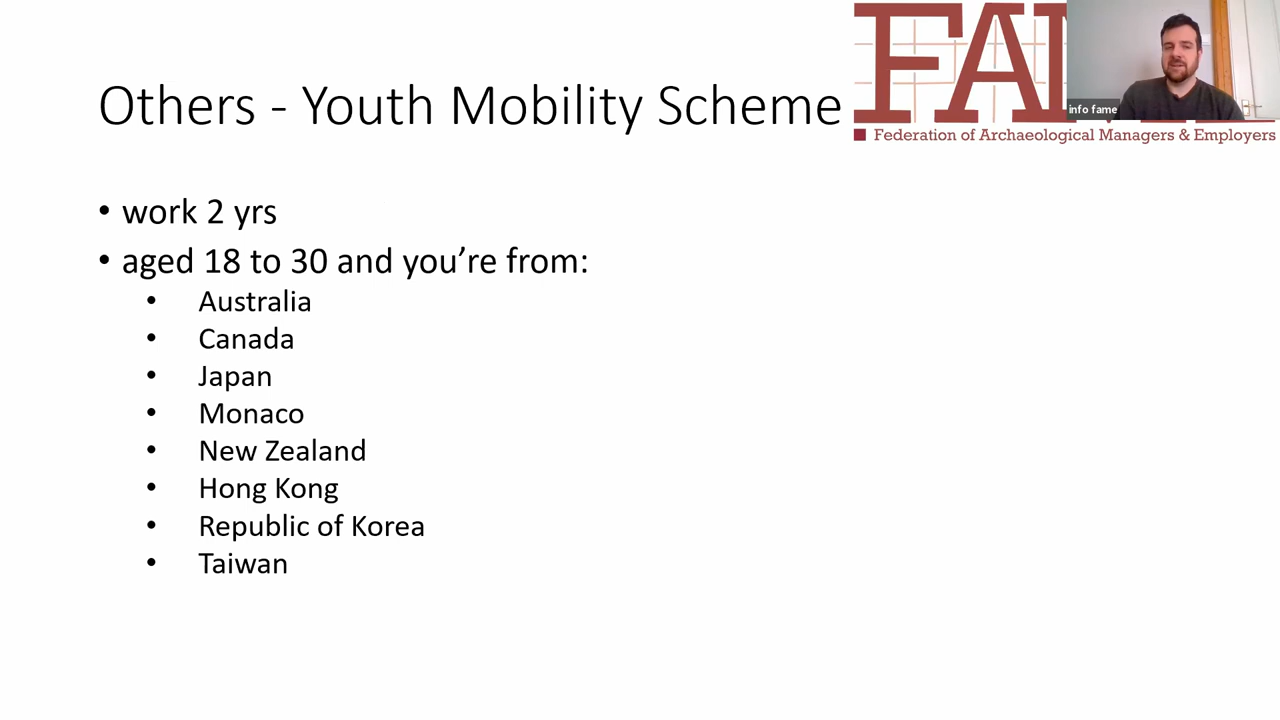 Others - Youth Mobility Scheme
FA
info fame
Federation of Archaeological Managers & Employers
• work 2 yrs
• aged 18 to 30 and you’re from:
• Australia
• Canada
• Japan
• Monaco
• New Zealand
• Hong Kong
• Republic of Korea
• Taiwan